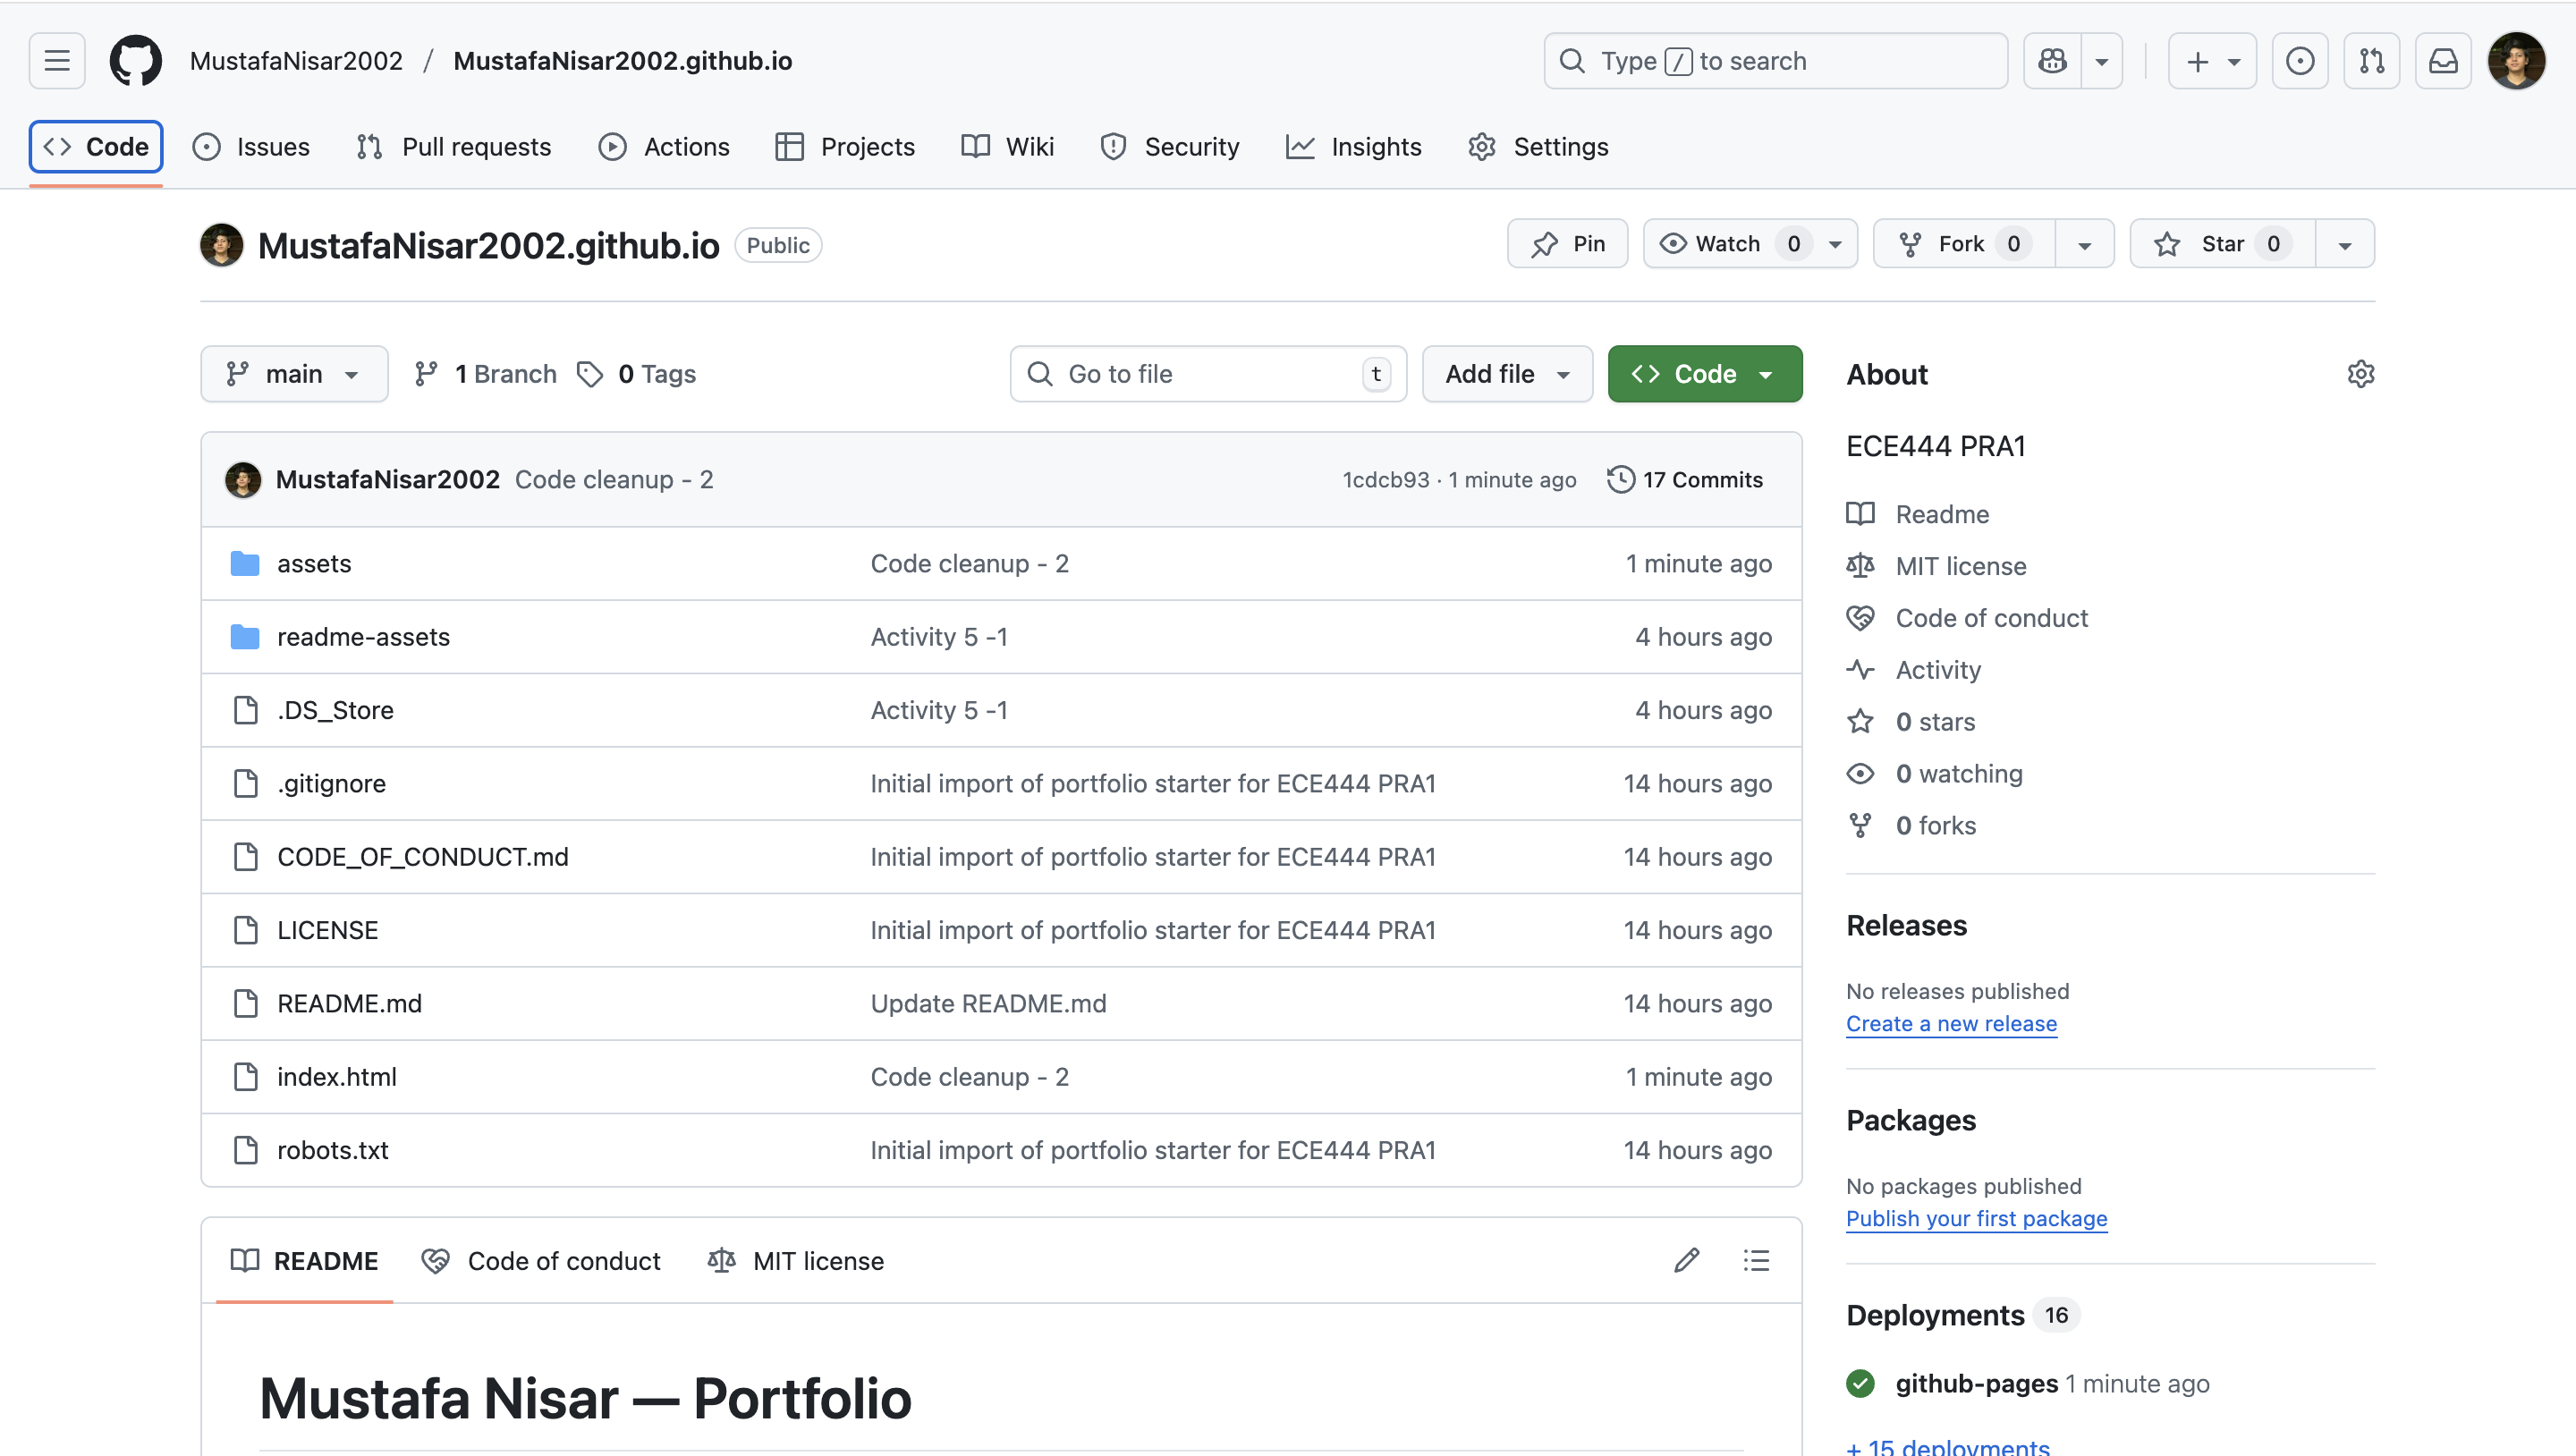 MustafaNisar2002 / MustafaNisar2002.github.io
Type / to search
Code Issues Pull requests Actions Projects Wiki Security Insights Settings
MustafaNisar2002.github.io Public
Pin Watch 0 Fork 0 Star 0
main 1 Branch 0 Tags
Go to file t Add file Code
MustafaNisar2002 Code cleanup - 2 1cdcb93 · 1 minute ago 17 Commits
assets Code cleanup - 2 1 minute ago
readme-assets Activity 5 -1 4 hours ago
.DS_Store Activity 5 -1 4 hours ago
.gitignore Initial import of portfolio starter for ECE444 PRA1 14 hours ago
CODE_OF_CONDUCT.md Initial import of portfolio starter for ECE444 PRA1 14 hours ago
LICENSE Initial import of portfolio starter for ECE444 PRA1 14 hours ago
README.md Update README.md 14 hours ago
index.html Code cleanup - 2 1 minute ago
robots.txt Initial import of portfolio starter for ECE444 PRA1 14 hours ago
README Code of conduct MIT license
Mustafa Nisar — Portfolio
About
ECE444 PRA1
Readme
MIT license
Code of conduct
Activity
0 stars
0 watching
0 forks
Releases
No releases published
Create a new release
Packages
No packages published
Publish your first package
Deployments 16
github-pages 1 minute ago
+ 15 deployments